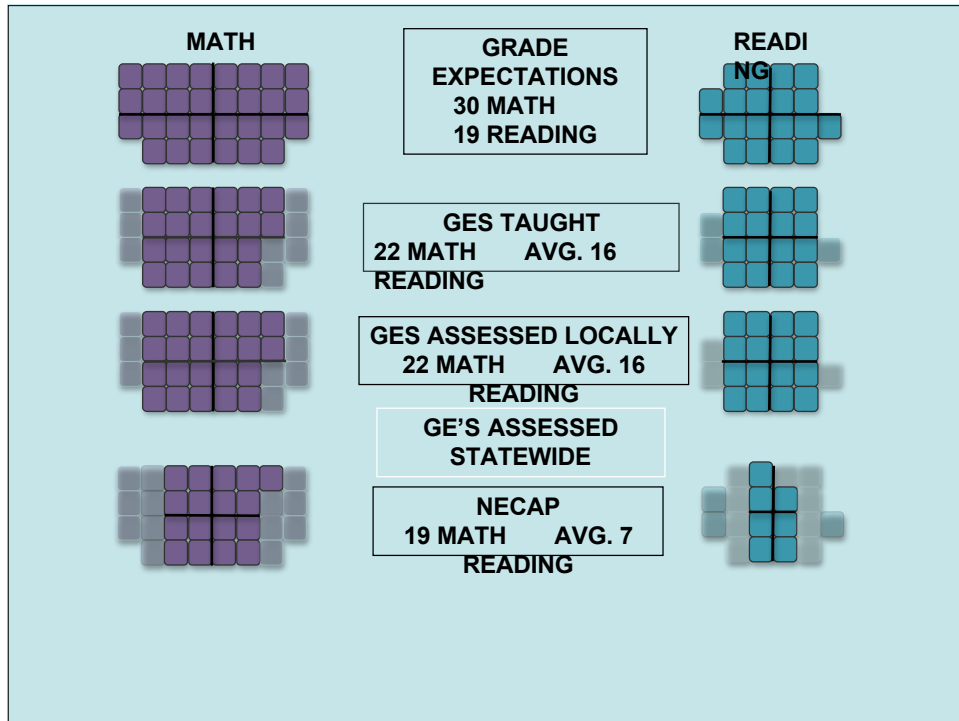 MATH
GRADE
EXPECTATIONS
30 MATH
19 READING
READI
NG
GES TAUGHT
22 MATH AVG. 16
READING
GES ASSESSED LOCALLY
22 MATH AVG. 16
READING
GE’S ASSESSED
STATEWIDE
NECAP
19 MATH AVG. 7
READING